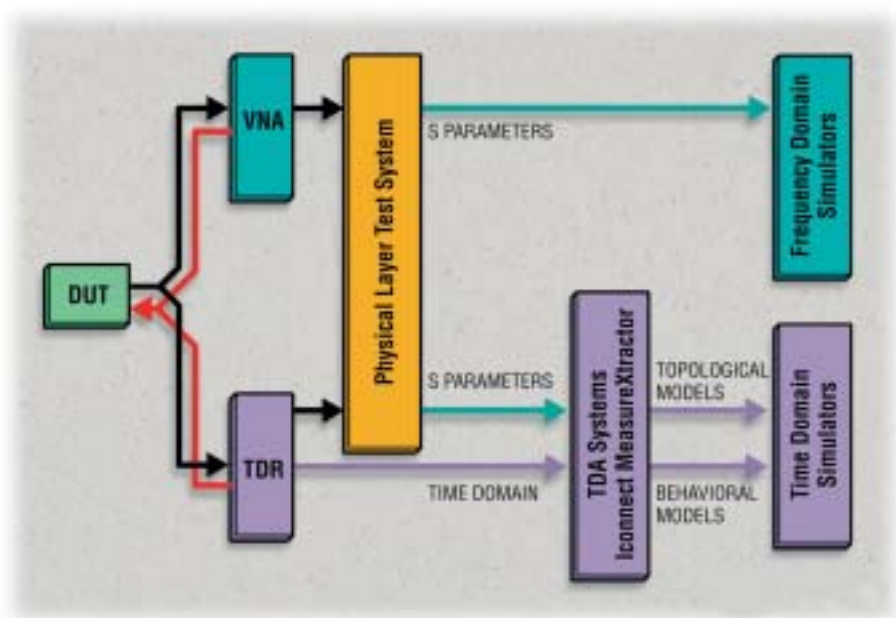 VNA
Physical Layer Test System
S PARAMETERS
Frequency Domain
Simulators
DUT
TDR
S PARAMETERS
TIME DOMAIN
TDA Systems
Iconnect MeasureXtractor
TOPOLOGICAL
MODELS
BEHAVIORAL
MODELS
Time Domain
Simulators